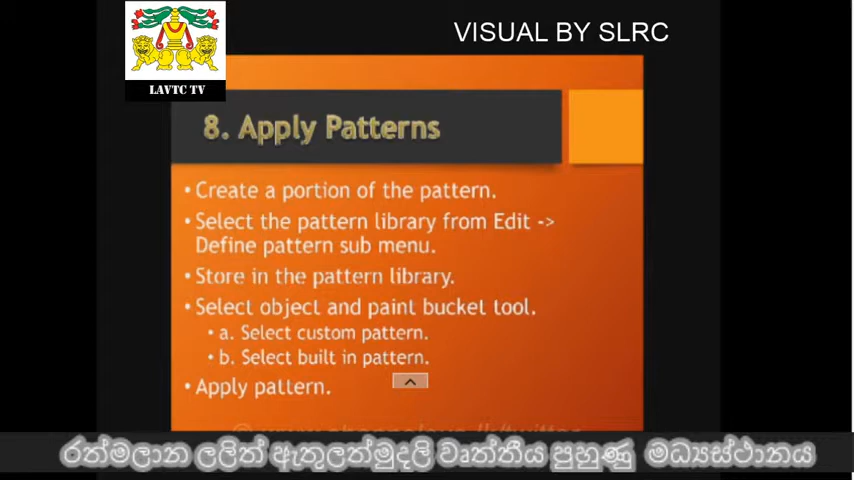 VISUAL BY SLRC
LAVTC TV
8. Apply Patterns
• Create a portion of the pattern.
• Select the pattern library from Edit ->
Define pattern sub menu.
• Store in the pattern library.
• Select object and paint bucket tool.
• a. Select custom pattern.
• b. Select built in pattern.
• Apply pattern.
රත්මලාන ලලිත් ඇතුලත්මුදලි වෘත්තීය පුහුණු මධ්‍යස්ථානය